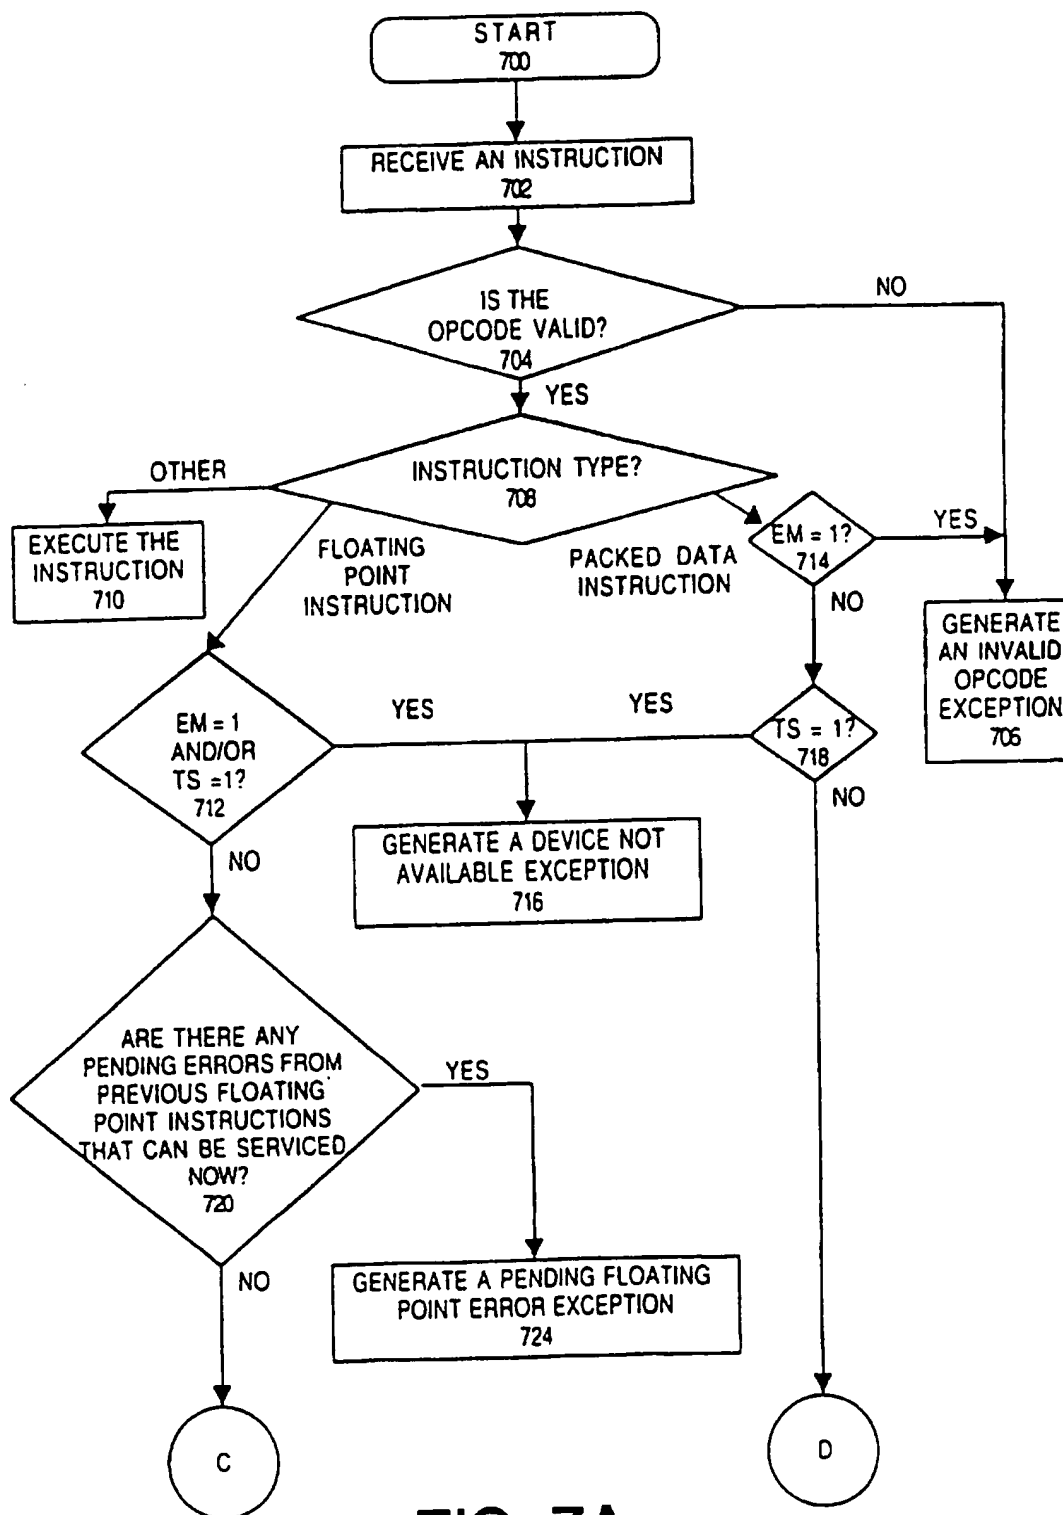 START
700
RECEIVE AN INSTRUCTION
702
IS THE
OPCODE VALID?
704
NO
YES
INSTRUCTION TYPE?
708
OTHER
EXECUTE THE
INSTRUCTION
710
FLOATING
POINT
INSTRUCTION
PACKED DATA
INSTRUCTION
EM = 1?
714
YES
NO
GENERATE
AN INVALID
OPCODE
EXCEPTION
706
EM = 1
AND/OR
TS =1?
712
YES
YES
TS = 1?
718
NO
NO
GENERATE A DEVICE NOT
AVAILABLE EXCEPTION
716
ARE THERE ANY
PENDING ERRORS FROM
PREVIOUS FLOATING
POINT INSTRUCTIONS
THAT CAN BE SERVICED
NOW?
720
YES
NO
GENERATE A PENDING FLOATING
POINT ERROR EXCEPTION
724
C
D
FIG. 7A